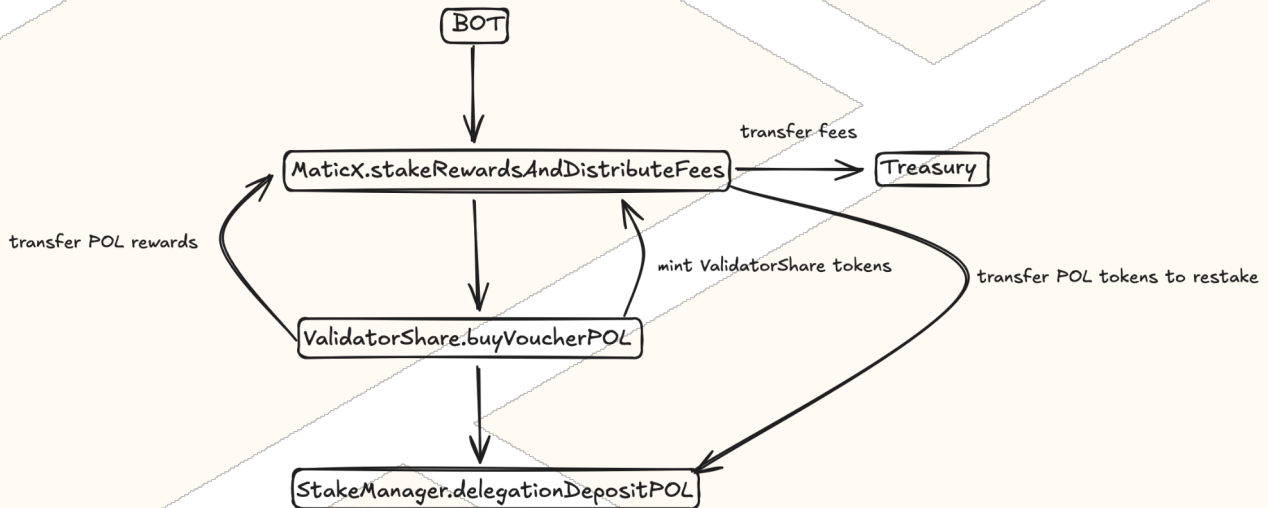 BOT
transfer fees
MaticX.stakeRewardsAndDistributeFees
Treasury
transfer POL rewards
mint ValidatorShare tokens
transfer POL tokens to restake
ValidatorShare.buyVoucherPOL
StakeManager.delegationDepositPOL